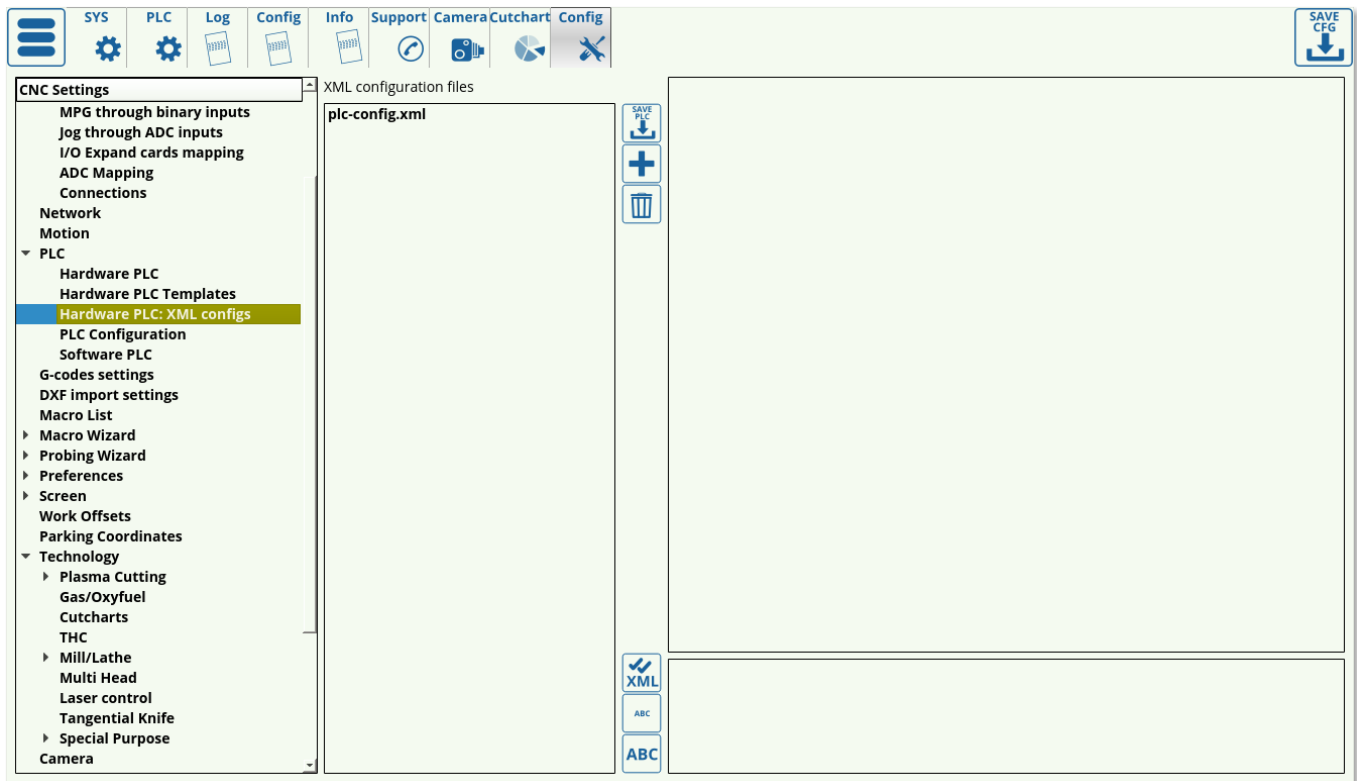 SYS PLC Log Config Info Support Camera Cutchart Config
SAVE
CFG
CNC Settings
MPG through binary inputs
Jog through ADC inputs
I/O Expand cards mapping
ADC Mapping
Connections
Network
Motion
PLC
Hardware PLC
Hardware PLC Templates
Hardware PLC: XML configs
PLC Configuration
Software PLC
G-codes settings
DXF import settings
Macro List
Macro Wizard
Probing Wizard
Preferences
Screen
Work Offsets
Parking Coordinates
Technology
Plasma Cutting
Gas/Oxyfuel
Cutcharts
THC
Mill/Lathe
Multi Head
Laser control
Tangential Knife
Special Purpose
Camera
XML configuration files
plc-config.xml
SAVE
PLC
XML
ABC
ABC